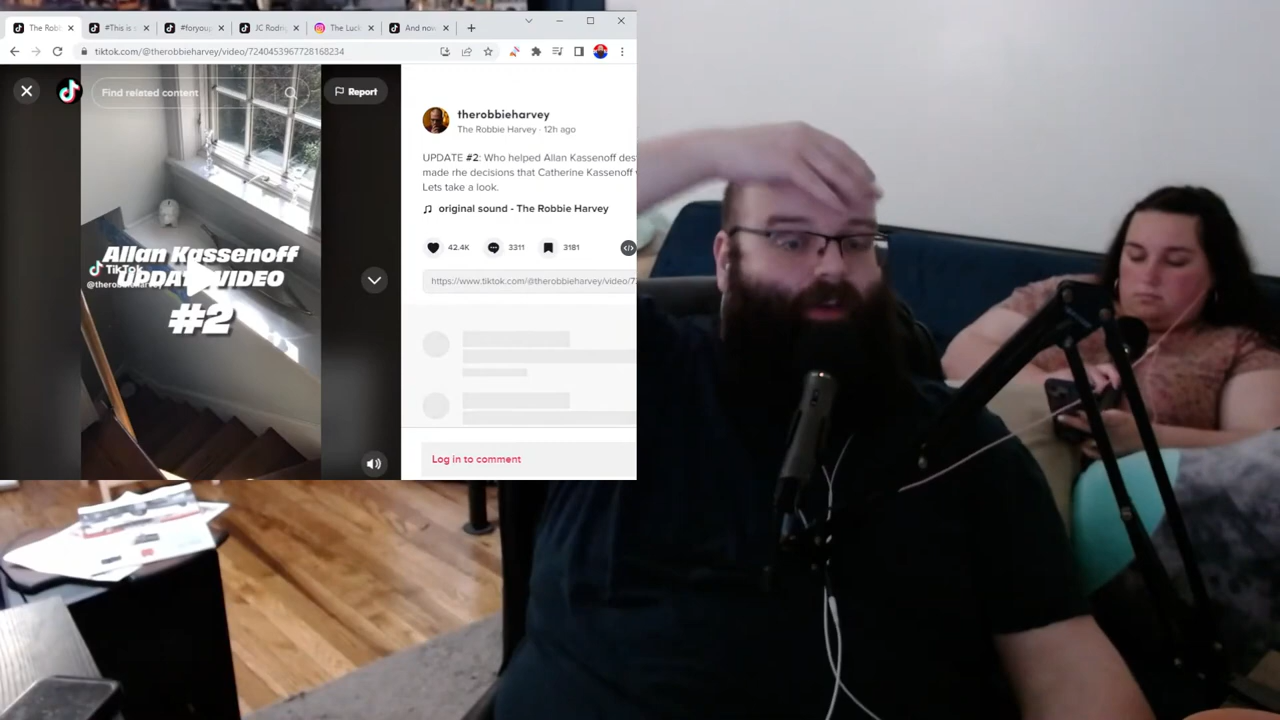 The Robl
#This is s
#foryoup
JC Rodri
The Luck
And now
tiktok.com/@therobbieharvey/video/7240453967728168234
Find related content
Report
therobbieharvey
The Robbie Harvey · 12h ago
UPDATE #2: Who helped Allan Kassenoff des
made rhe decisions that Catherine Kassenoff
Lets take a look.
original sound - The Robbie Harvey
42.4K
3311
3181
https://www.tiktok.com/@therobbieharvey/video/7
Allan Kassenoff
TikTok
UPDATE VIDEO
#2
Log in to comment